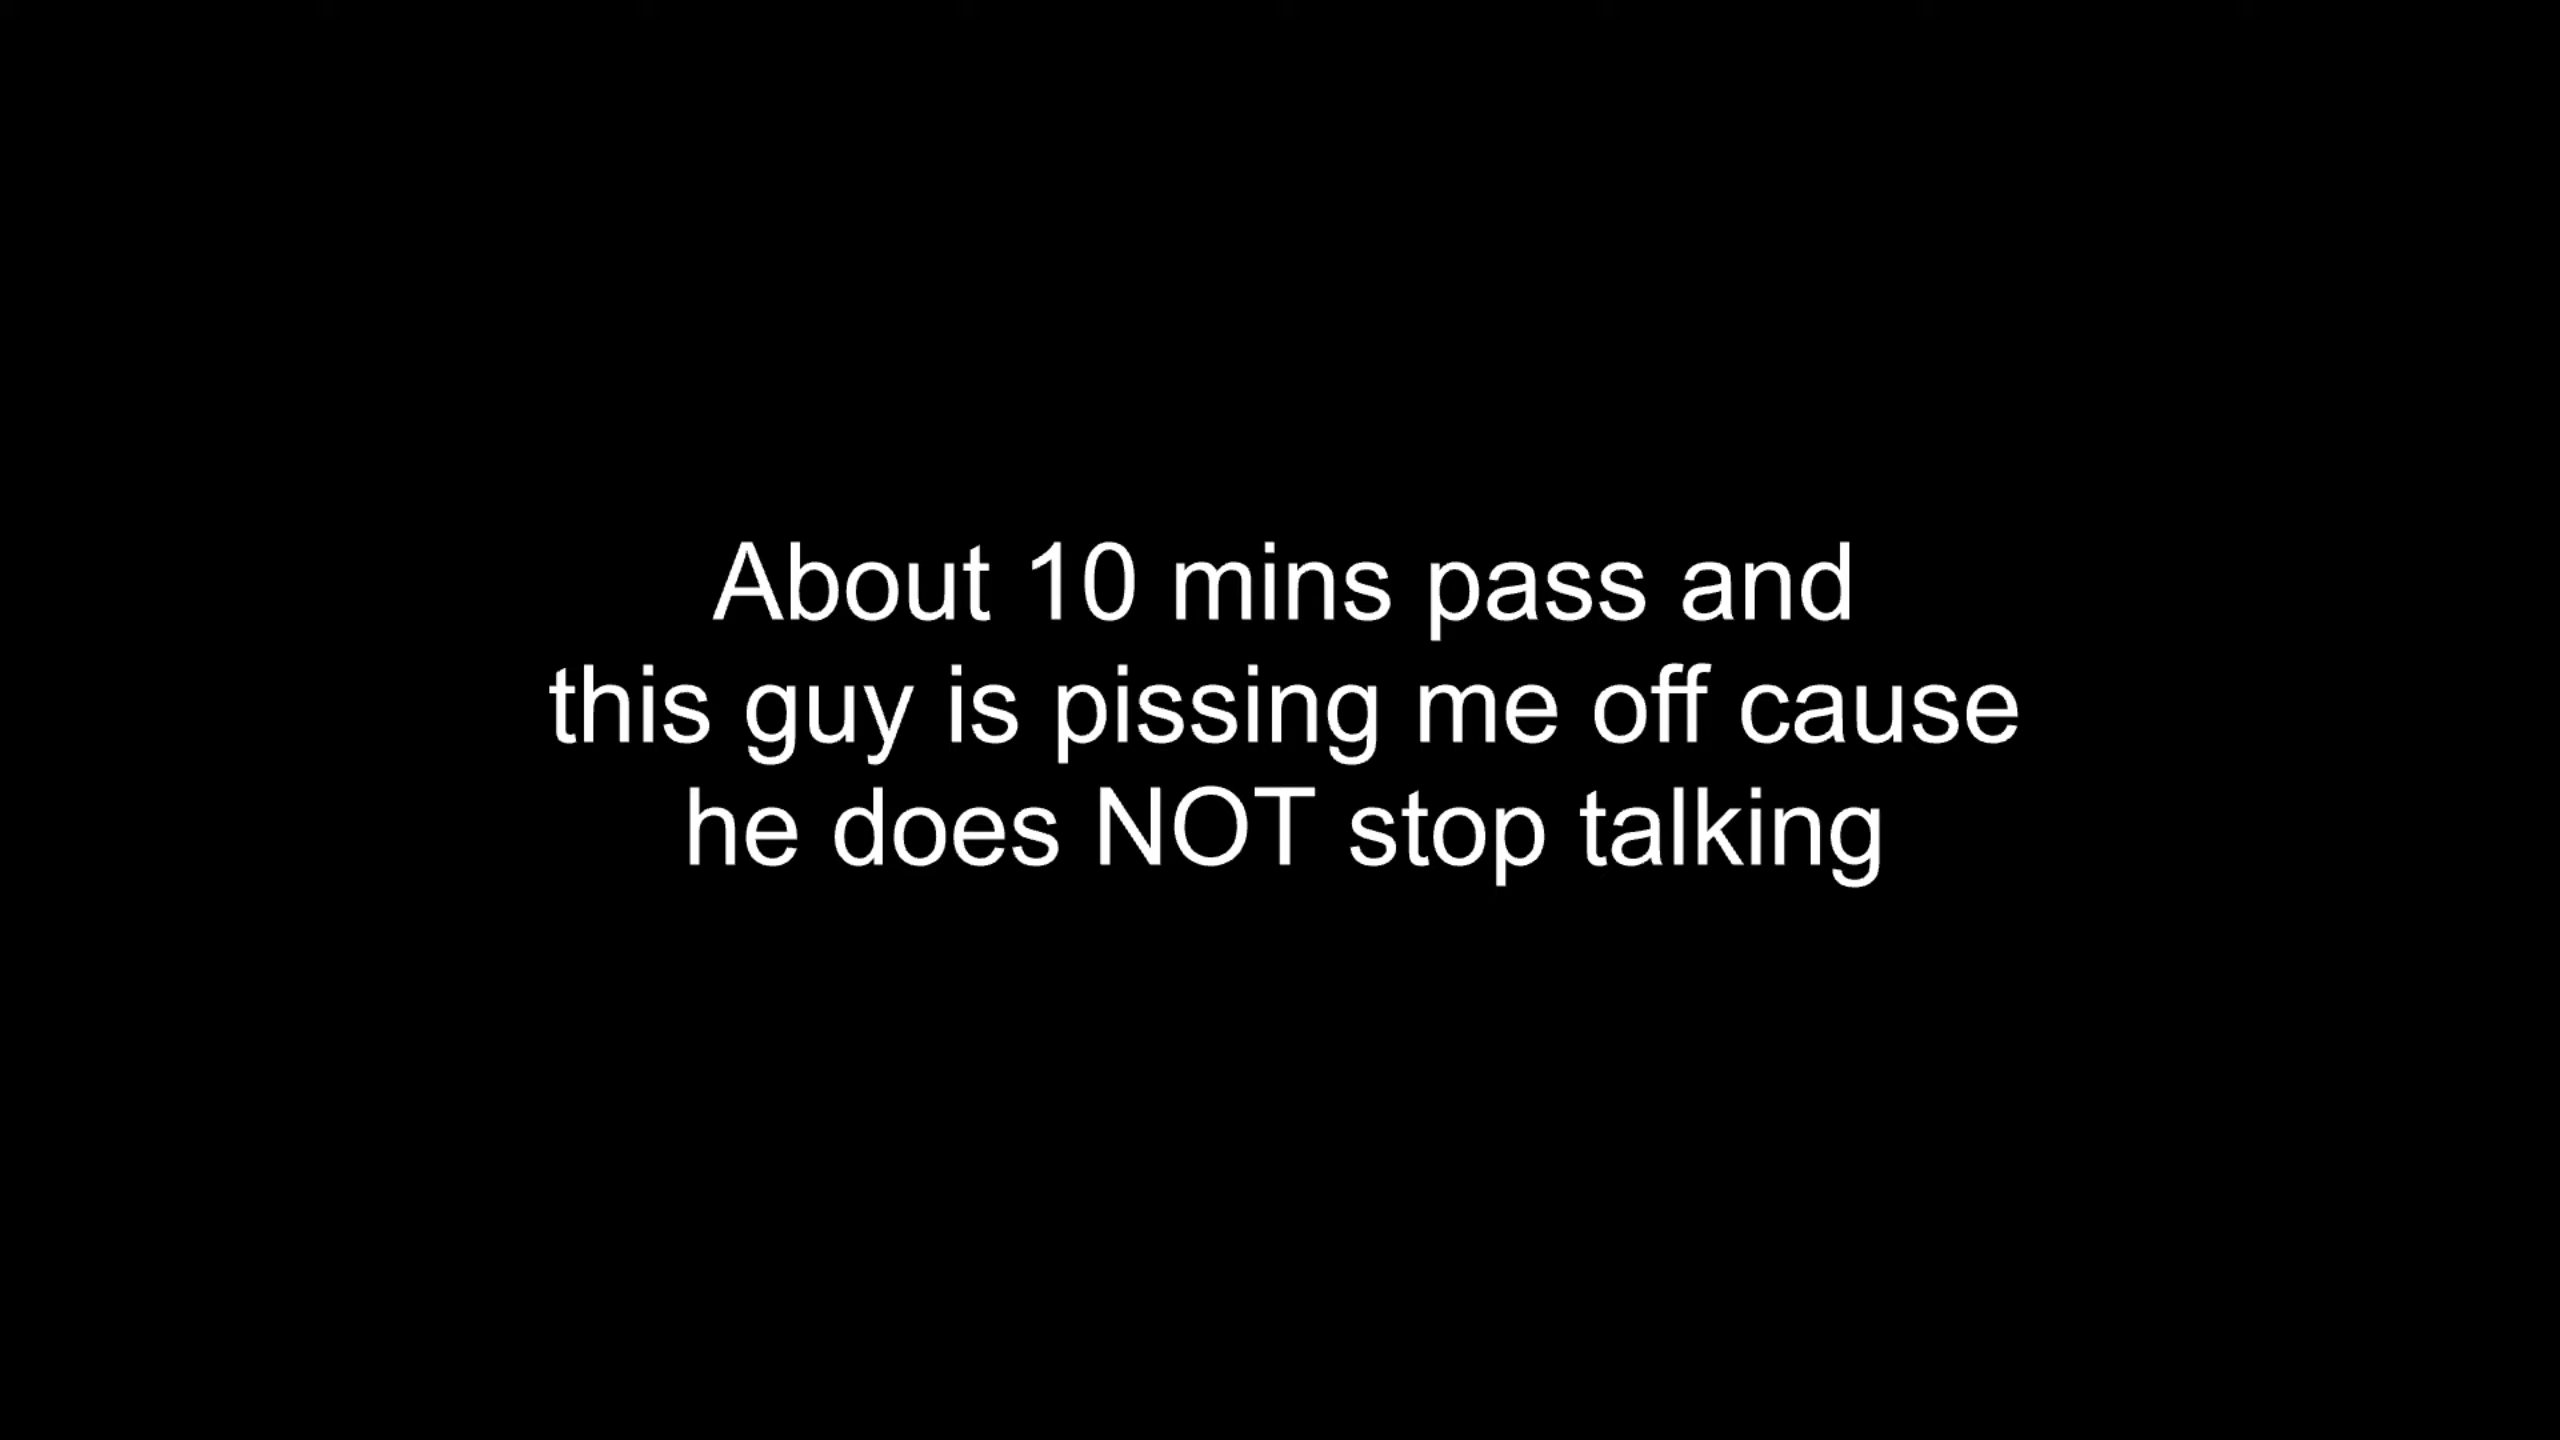 About 10 mins pass and
this guy is pissing me off cause
he does NOT stop talking